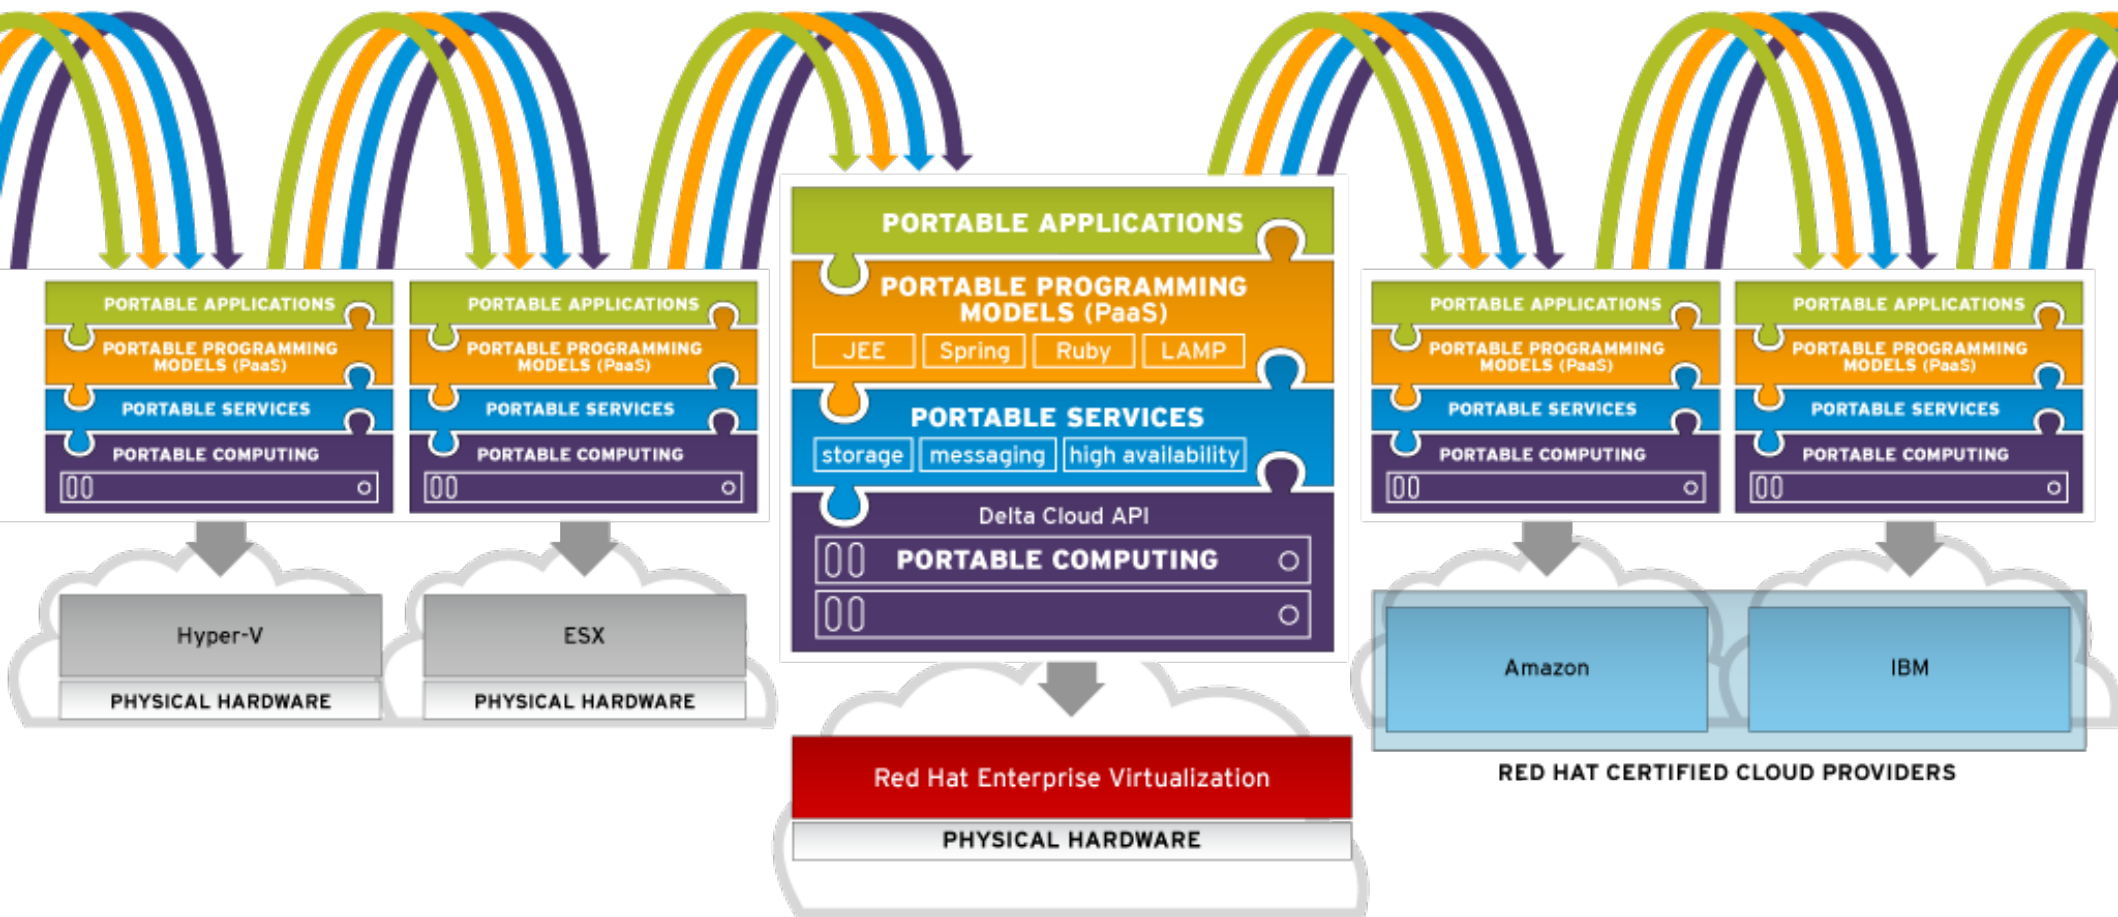 PORTABLE APPLICATIONS
PORTABLE PROGRAMMING
MODELS (PaaS)
PORTABLE SERVICES
PORTABLE COMPUTING
Hyper-V
PHYSICAL HARDWARE
PORTABLE APPLICATIONS
PORTABLE PROGRAMMING
MODELS (PaaS)
PORTABLE SERVICES
PORTABLE COMPUTING
ESX
PHYSICAL HARDWARE
PORTABLE APPLICATIONS
PORTABLE PROGRAMMING
MODELS (PaaS)
JEE Spring Ruby LAMP
PORTABLE SERVICES
storage messaging high availability
Delta Cloud API
PORTABLE COMPUTING
Red Hat Enterprise Virtualization
PHYSICAL HARDWARE
PORTABLE APPLICATIONS
PORTABLE PROGRAMMING
MODELS (PaaS)
PORTABLE SERVICES
PORTABLE COMPUTING
Amazon
PORTABLE APPLICATIONS
PORTABLE PROGRAMMING
MODELS (PaaS)
PORTABLE SERVICES
PORTABLE COMPUTING
IBM
RED HAT CERTIFIED CLOUD PROVIDERS